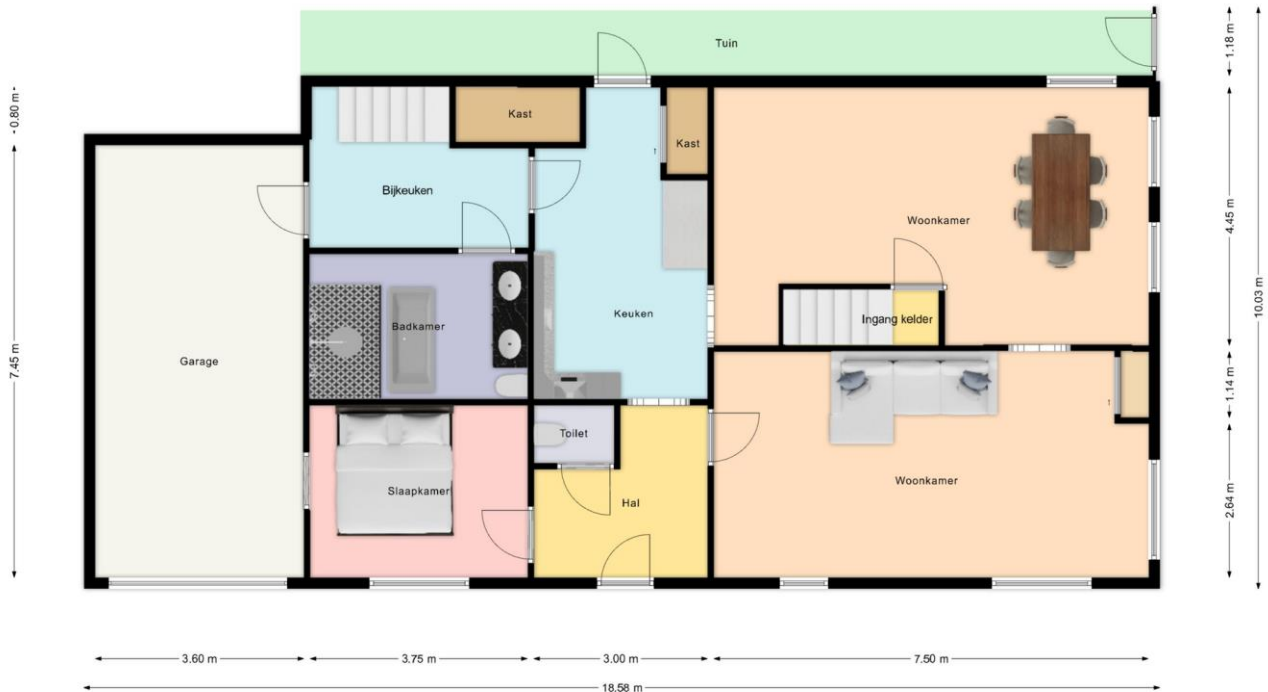 Tuin
1.18 m
0.80 m
Kast
Kast
Bijkeuken
Woonkamer
4.45 m
10.03 m
Ingang kelder
Keuken
Badkamer
Garage
7.45 m
1.14 m
Toilet
Slaapkamer
Hal
Woonkamer
2.64 m
3.60 m
3.75 m
3.00 m
7.50 m
18.58 m